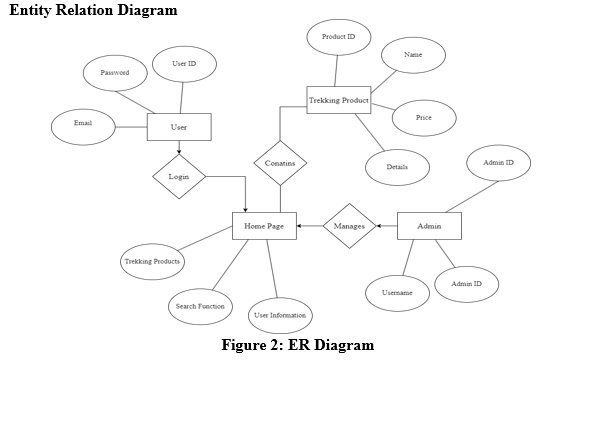 Entity Relation Diagram
Product ID
Name
User ID
Password
Trekking Product
Price
Email
User
Conatins
Details
Admin ID
Login
Home Page
Manages
Admin
Trekking Products
Search Function
User Information
Username
Admin ID
Figure 2: ER Diagram